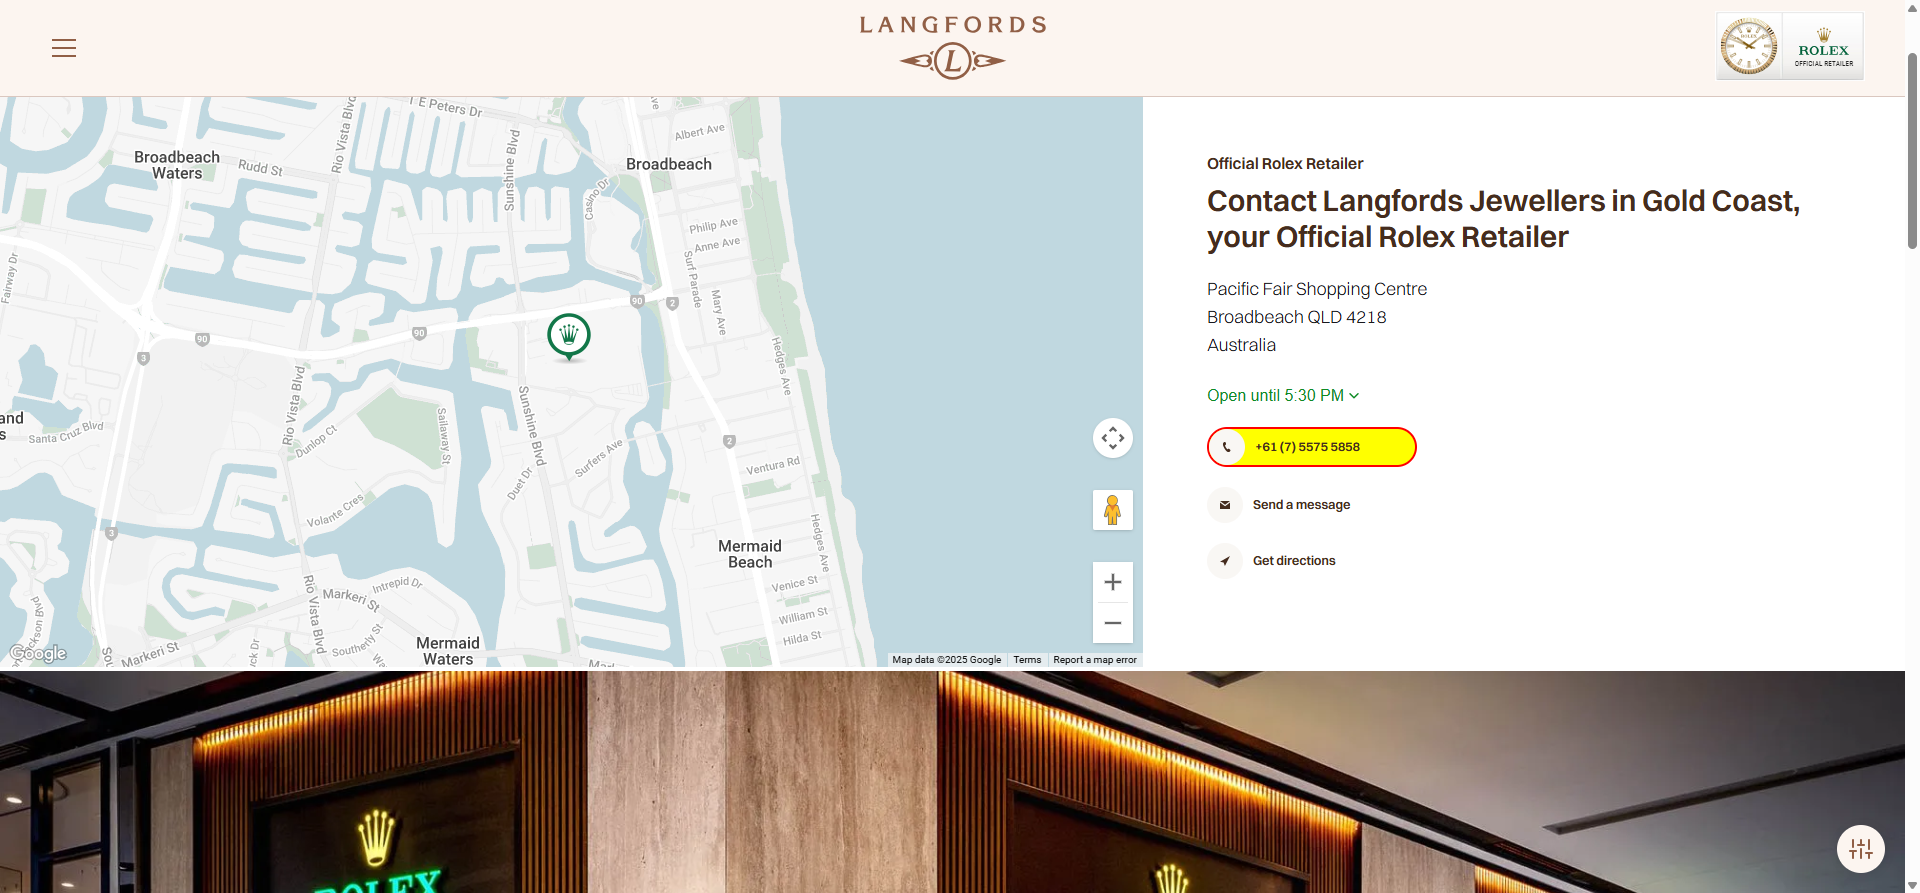 LANGFORDS
L
ROLEX
ROLEX
OFFICIAL RETAILER
T E Peters Dr
Rio Vista Blvd
Sunshine Blvd
Albert Ave
Broadbeach
Waters
Rudd St
Broadbeach
Casino Dr
Philip Ave
Anne Ave
Surf Parade
Mary Ave
Fairway Dr
90
2
90
90
3
Hedges Ave
Rio Vista Blvd
Sunshine Blvd
Sailaway St
and
s
Santa Cruz Blvd
Dunlop Ct
2
Surfers Ave
Duet Dr
Ventura Rd
Volante Cres
3
Hedges Ave
Mermaid
Beach
Intrepid Dr
Rio Vista Blvd
Markeri St
Venice St
William St
Hilda St
Southerly St
Markeri St
Mermaid
Waters
Google
Map data ©2025 Google
Terms
Report a map error
Official Rolex Retailer
Contact Langfords Jewellers in Gold Coast,
your Official Rolex Retailer
Pacific Fair Shopping Centre
Broadbeach QLD 4218
Australia
Open until 5:30 PM
+61 (7) 5575 5858
Send a message
Get directions
ROLEX